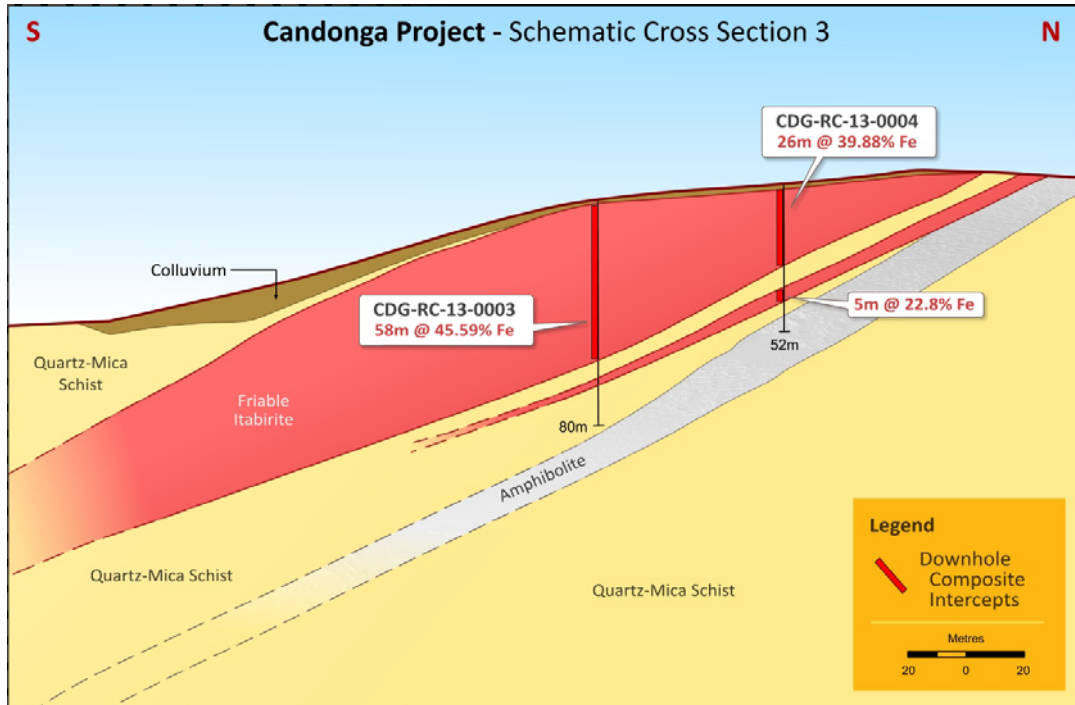 S
Candonga Project - Schematic Cross Section 3
N
CDG-RC-13-0004
26m @ 39.88% Fe
Colluvium
CDG-RC-13-0003
58m @ 45.59% Fe
5m @ 22.8% Fe
52m
Quartz-Mica
Schist
Friable
Itabirite
80m
Amphibolite
Quartz-Mica Schist
Quartz-Mica Schist
Legend
Downhole
Composite
Intercepts
Metres
20 0 20